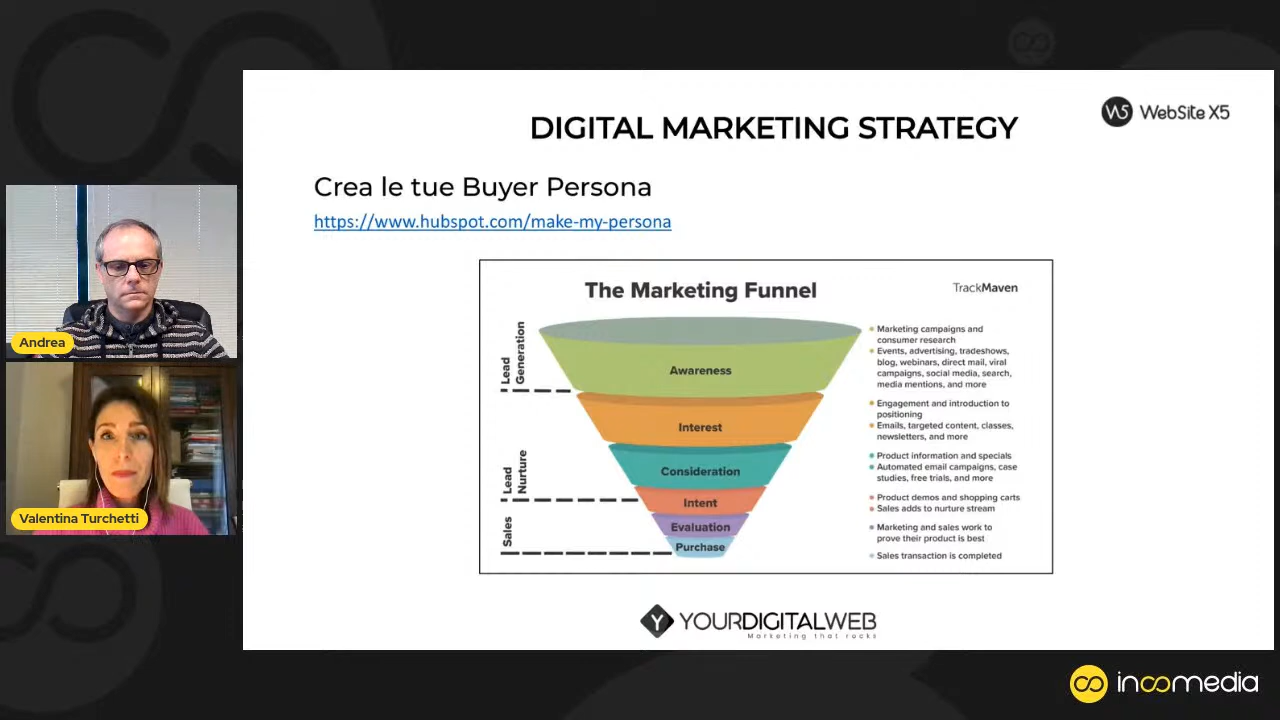 DIGITAL MARKETING STRATEGY
W5 WebSite X5
Crea le tue Buyer Persona
https://www.hubspot.com/make-my-persona
The Marketing Funnel
TrackMaven
Lead
Generation
Lead
Nurture
Sales
Awareness
Interest
Consideration
Intent
Evaluation
Purchase
Marketing campaigns and
consumer research
Events, advertising, tradeshows,
blog, webinars, direct mail, viral
campaigns, social media, search,
media mentions, and more
Engagement and introduction to
positioning
Emails, targeted content, classes,
newsletters, and more
Product information and specials
Automated email campaigns, case
studies, free trials, and more
Product demos and shopping carts
Sales adds to nurture stream
Marketing and sales work to
prove their product is best
Sales transaction is completed
Andrea
Valentina Turchetti
Y YOURDIGITALWEB
Marketing that rocks
incomedia